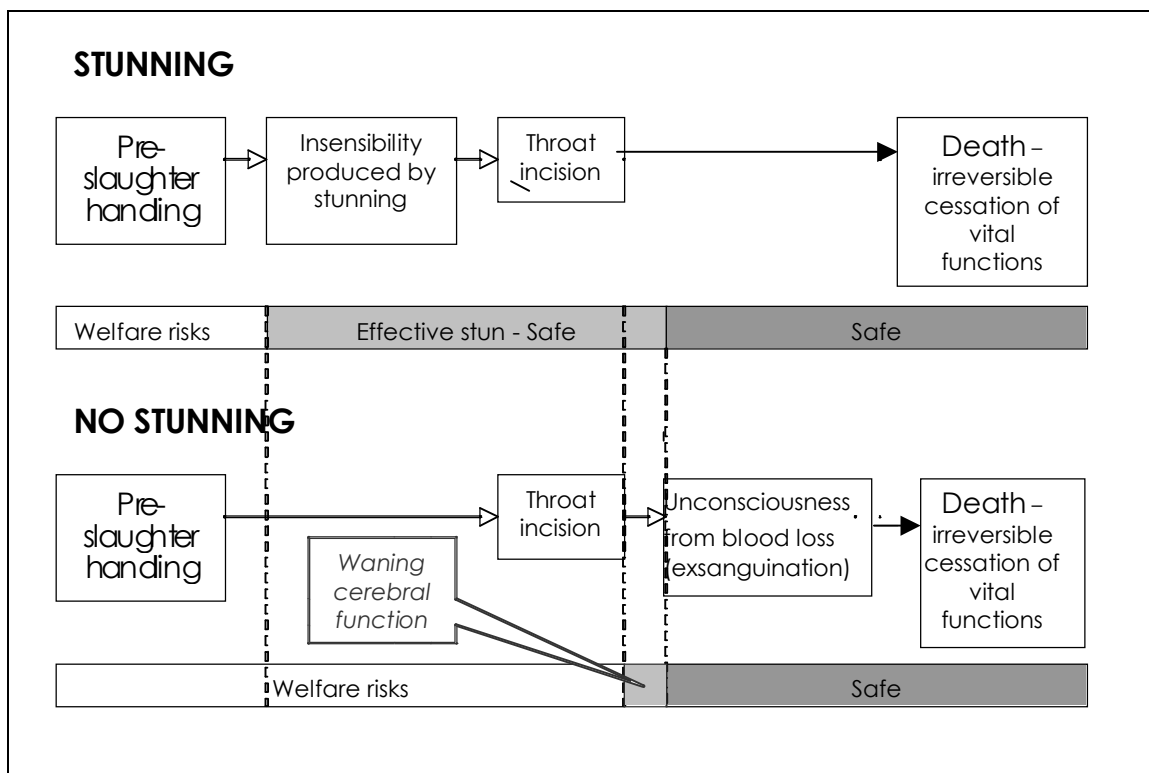 STUNNING
Pre-
slaughter
handing
Insensibility
produced by
stunning
Throat
incision
Death –
irreversible
cessation of
vital
functions
Welfare risks
Effective stun - Safe
Safe
NO STUNNING
Pre-
slaughter
handing
Throat
incision
Unconsciousness
from blood loss
(exsanguination)
Death –
irreversible
cessation of
vital
functions
Waning
cerebral
function
Welfare risks
Safe